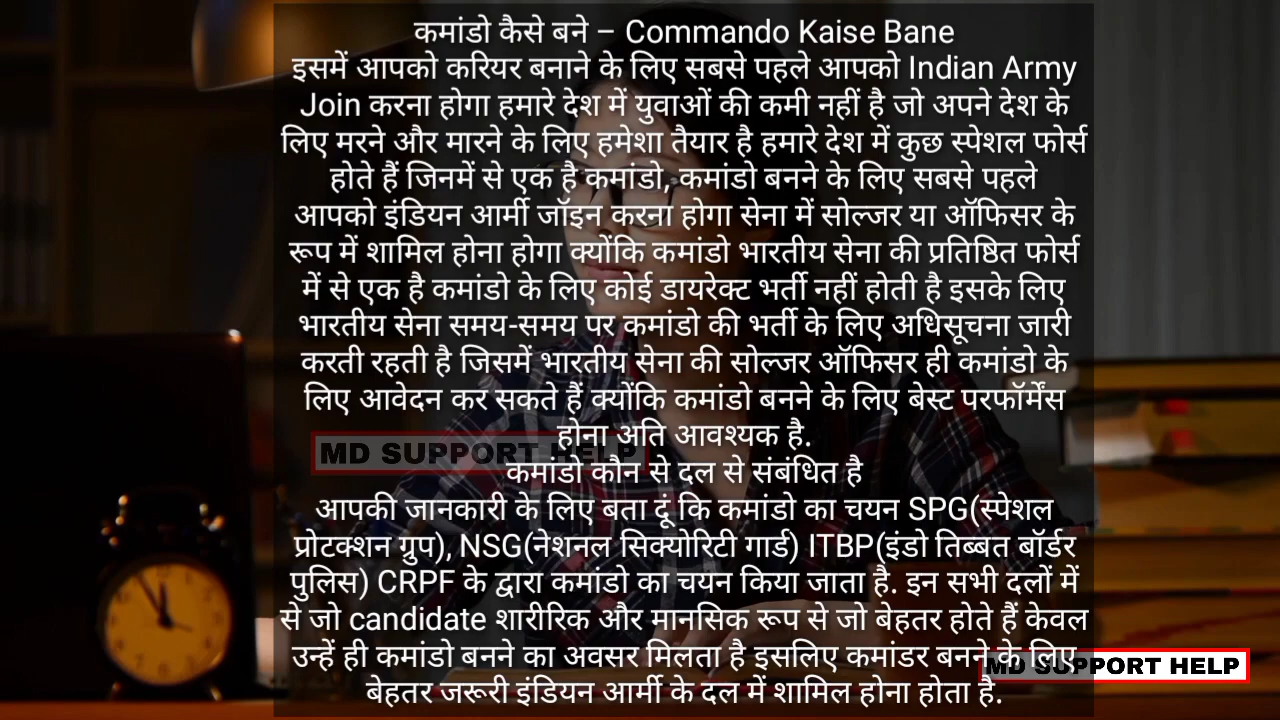 कमांडो कैसे बने – Commando Kaise Bane
इसमें आपको करियर बनाने के लिए सबसे पहले आपको Indian Army
Join करना होगा हमारे देश में युवाओं की कमी नहीं है जो अपने देश के
लिए मरने और मारने के लिए हमेशा तैयार है हमारे देश में कुछ स्पेशल फोर्स
होते हैं जिनमें से एक है कमांडो, कमांडो बनने के लिए सबसे पहले
आपको इंडियन आर्मी जॉइन करना होगा सेना में सोल्जर या ऑफिसर के
रूप में शामिल होना होगा क्योंकि कमांडो भारतीय सेना की प्रतिष्ठित फोर्स
में से एक है कमांडो के लिए कोई डायरेक्ट भर्ती नहीं होती है इसके लिए
भारतीय सेना समय-समय पर कमांडो की भर्ती के लिए अधिसूचना जारी
करती रहती है जिसमें भारतीय सेना की सोल्जर ऑफिसर ही कमांडो के
लिए आवेदन कर सकते हैं क्योंकि कमांडो बनने के लिए बेस्ट परफॉर्मेंस
होना अति आवश्यक है.
MD SUPPORT HELP
कमांडो कौन से दल से संबंधित है
आपकी जानकारी के लिए बता दूं कि कमांडो का चयन SPG(स्पेशल
प्रोटक्शन ग्रुप), NSG(नेशनल सिक्योरिटी गार्ड) ITBP(इंडो तिब्बत बॉर्डर
पुलिस) CRPF के द्वारा कमांडो का चयन किया जाता है. इन सभी दलों में
से जो candidate शारीरिक और मानसिक रूप से जो बेहतर होते हैं केवल
उन्हें ही कमांडो बनने का अवसर मिलता है इसलिए कमांडर बनने के लिए
MD SUPPORT HELP
बेहतर जरूरी इंडियन आर्मी के दल में शामिल होना होता है.